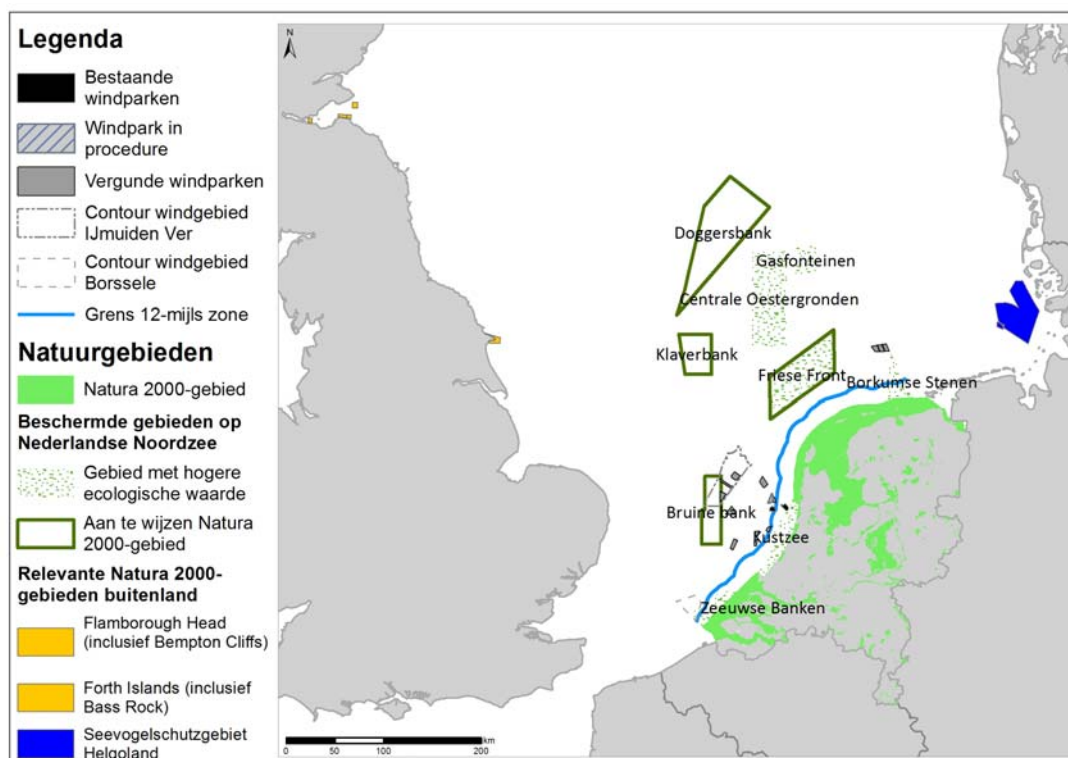 Legenda
Bestaande
windparken
Windpark in
procedure
Vergunde windparken
Contour windgebied
IJmuiden Ver
Contour windgebied
Borssele
Grens 12-mijls zone
Natuurgebieden
Natura 2000-gebied
Beschermde gebieden op
Nederlandse Noordzee
Gebied met hogere
ecologische waarde
Aan te wijzen Natura
2000-gebied
Relevante Natura 2000-
gebieden buitenland
Flamborough Head
(inclusief Bempton Cliffs)
Forth Islands (inclusief
Bass Rock)
Seevogelschutzgebiet
Helgoland
N
Doggersbank
Gasfonteinen
Centrale Oestergronden
Klaverbank
Friese Front
Borkumse Stenen
Bruine bank
Kustzee
Zeeuwse Banken
km
0 50 100 200